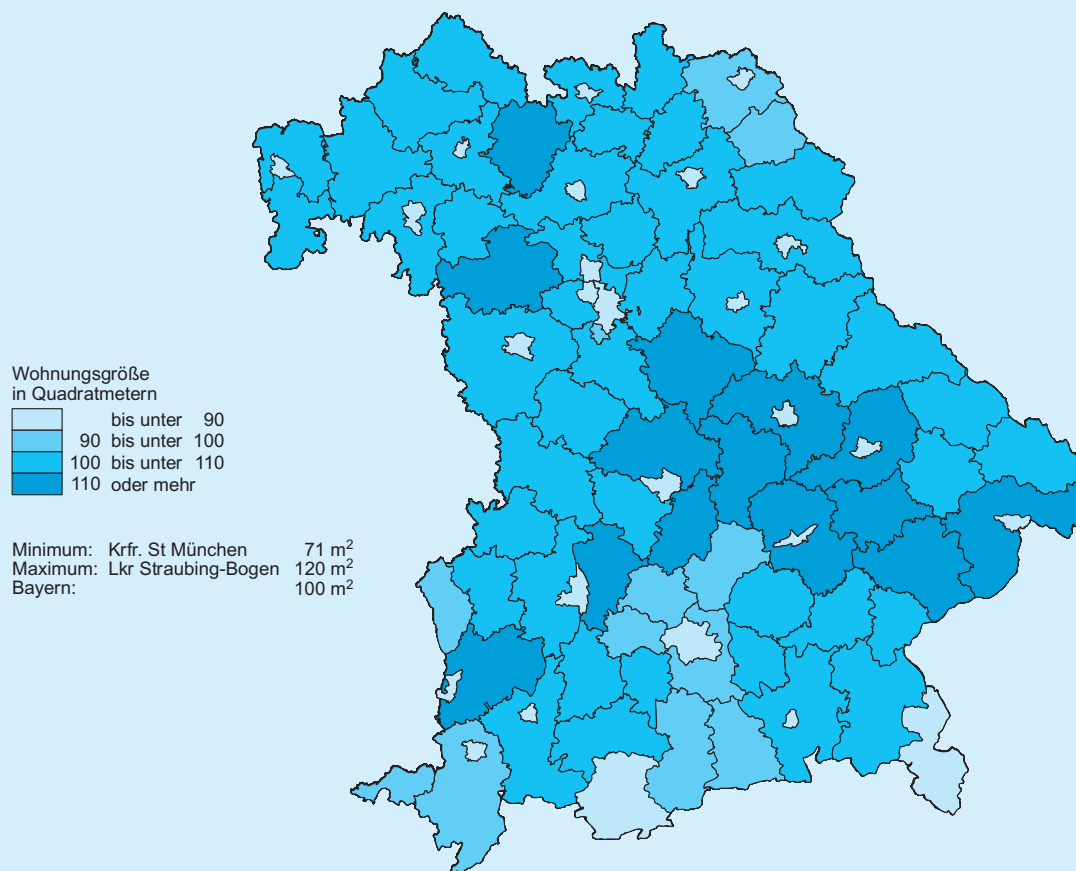 Wohnungsgröße
in Quadratmetern
bis unter 90
90 bis unter 100
100 bis unter 110
110 oder mehr
Minimum: Krfr. St München 71 m²
Maximum: Lkr Straubing-Bogen 120 m²
Bayern: 100 m²